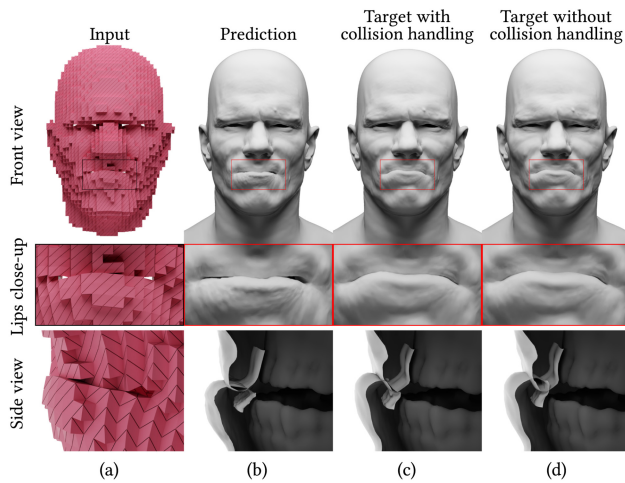 Input
Prediction
Target with
collision handling
Target without
collision handling
Front view
Lips close-up
Side view
(a)
(b)
(c)
(d)